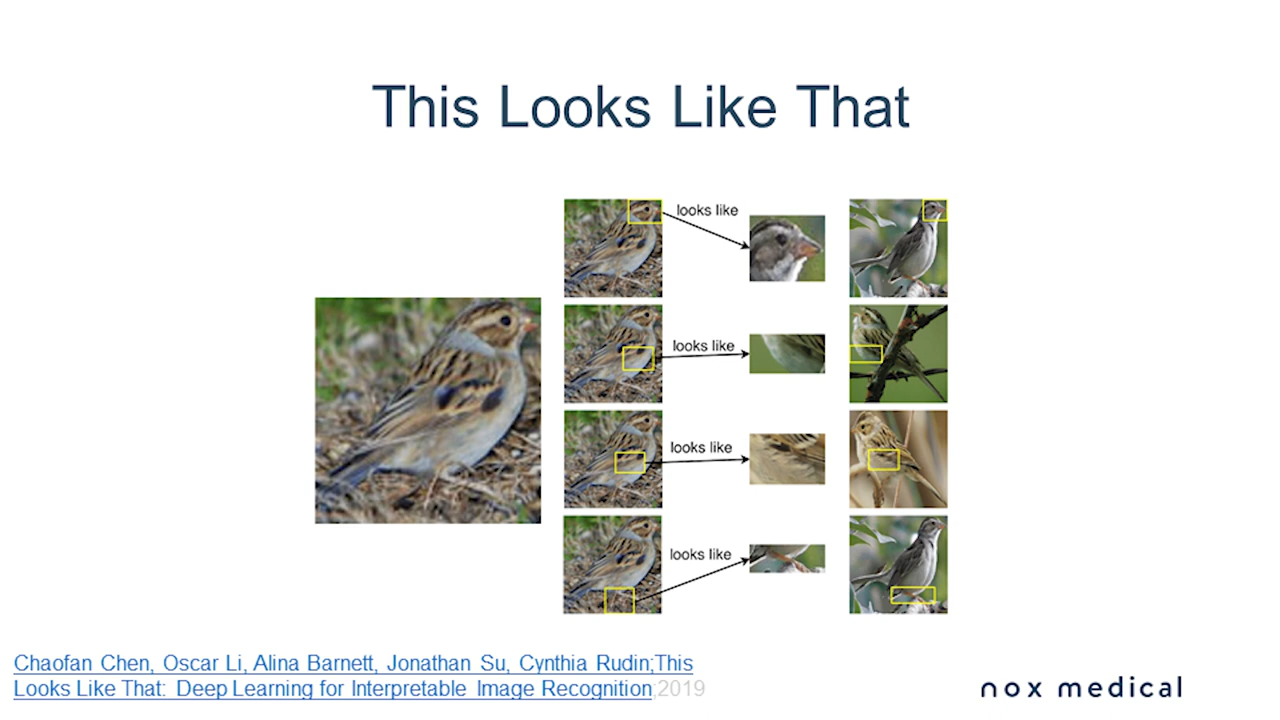 This Looks Like That
looks like
looks like
looks like
looks like
Chaofan Chen, Oscar Li, Alina Barnett, Jonathan Su, Cynthia Rudin;This
Looks Like That: Deep Learning for Interpretable Image Recognition;2019
nox medical